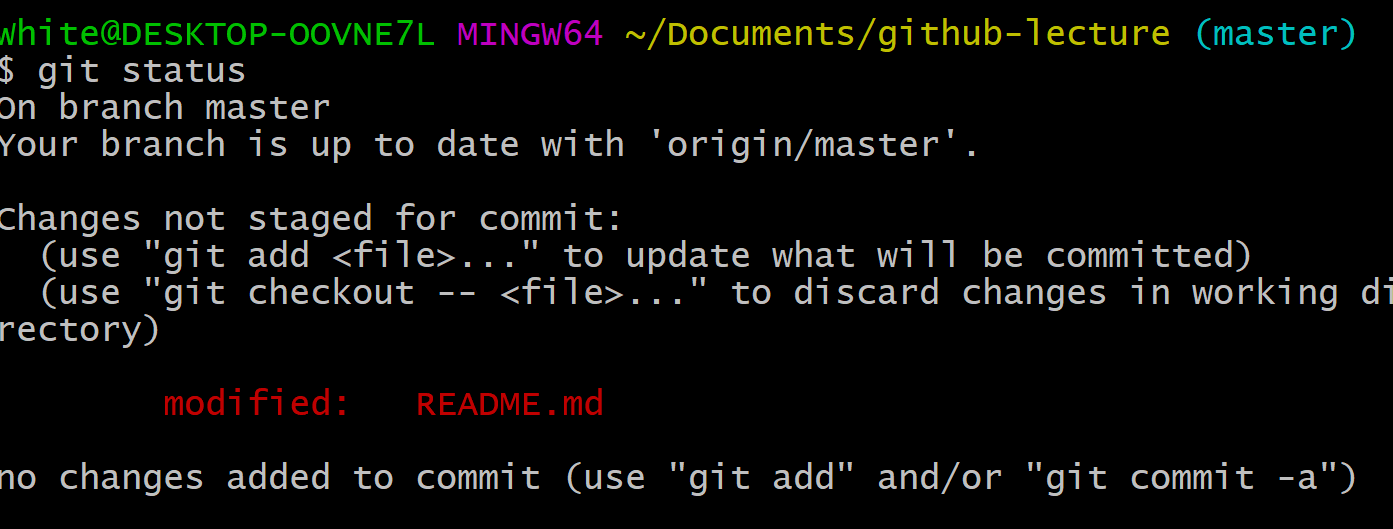 white@DESKTOP-OOVNE7L MINGW64 ~/Documents/github-lecture (master)
$ git status
On branch master
Your branch is up to date with 'origin/master'.
Changes not staged for commit:
  (use "git add <file>..." to update what will be committed)
  (use "git checkout -- <file>..." to discard changes in working di
rectory)
        modified:   README.md
no changes added to commit (use "git add" and/or "git commit -a")